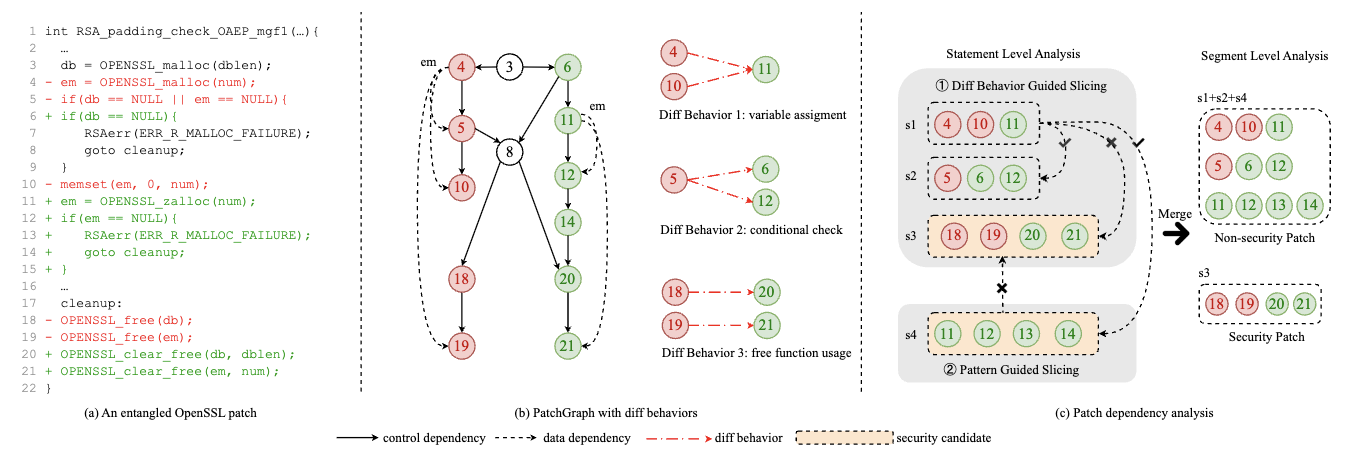 1 int RSA_padding_check_OAEP_mgf1(…){
2 …
3 db = OPENSSL_malloc(dblen);
4 - em = OPENSSL_malloc(num);
5 - if(db == NULL || em == NULL){
6 + if(db == NULL){
7 RSAerr(ERR_R_MALLOC_FAILURE);
8 goto cleanup;
9 }
10 - memset(em, 0, num);
11 + em = OPENSSL_zalloc(num);
12 + if(em == NULL){
13 + RSAerr(ERR_R_MALLOC_FAILURE);
14 + goto cleanup;
15 + }
16 …
17 cleanup:
18 - OPENSSL_free(db);
19 - OPENSSL_free(em);
20 + OPENSSL_clear_free(db, dblen);
21 + OPENSSL_clear_free(em, num);
22 }
(a) An entangled OpenSSL patch
em 4 3 6
em
5 8 11
10 12
14
18 20
19 21
4
10 11
Diff Behavior 1: variable assigment
5 6
12
Diff Behavior 2: conditional check
18 20
19 21
Diff Behavior 3: free function usage
(b) PatchGraph with diff behaviors
Statement Level Analysis
① Diff Behavior Guided Slicing
s1 4 10 11
s2 5 6 12
s3 18 19 20 21
s4 11 12 13 14
② Pattern Guided Slicing
Merge
Segment Level Analysis
s1+s2+s4
4 10 11
5 6 12
11 12 13 14
Non-security Patch
s3
18 19 20 21
Security Patch
(c) Patch dependency analysis
control dependency data dependency diff behavior security candidate